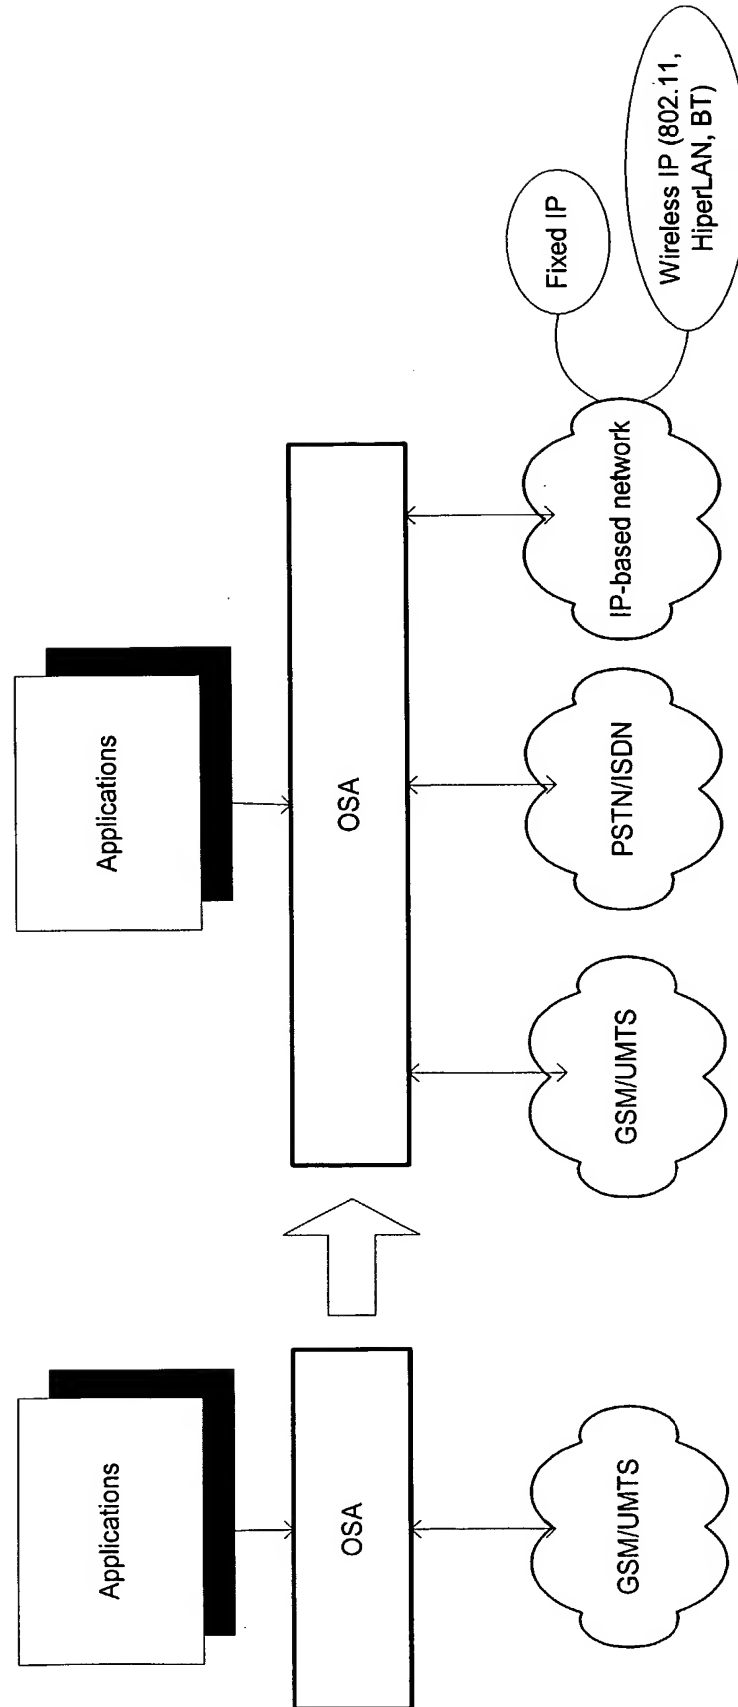 Applications
OSA
GSM/UMTS
Applications
OSA
GSM/UMTS
PSTN/ISDN
IP-based network
Fixed IP
Wireless IP (802.11,
HiperLAN, BT)